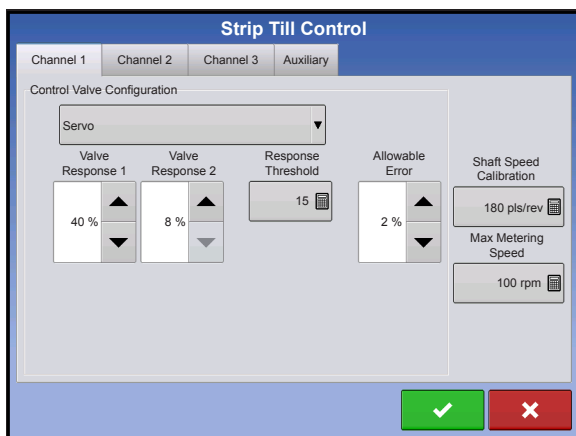 Strip Till Control
Channel 1 Channel 2 Channel 3 Auxiliary
Control Valve Configuration
Servo
Valve
Response 1
Valve
Response 2
Response
Threshold
Allowable
Error
40 %
8 %
15
2 %
Shaft Speed
Calibration
180 pls/rev
Max Metering
Speed
100 rpm